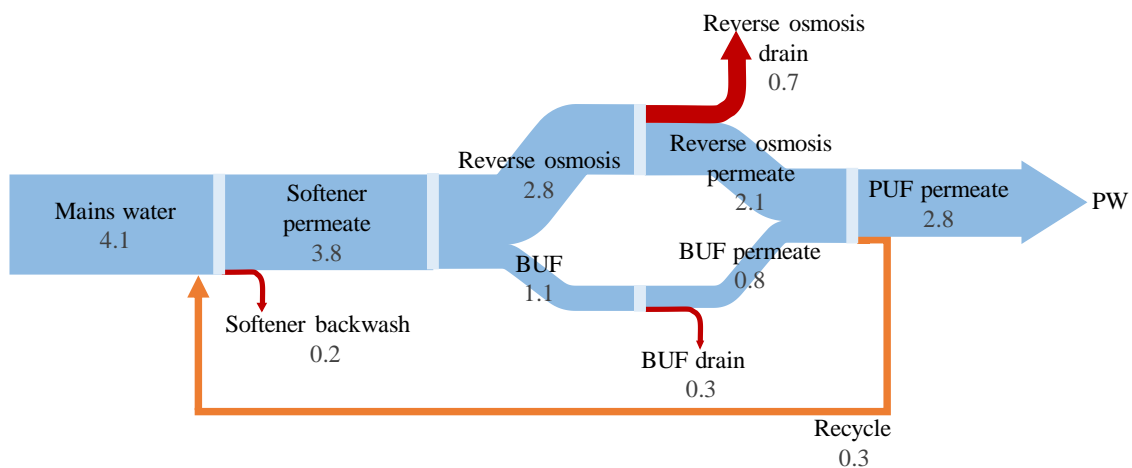 Reverse osmosis
drain
0.7
Reverse osmosis
2.8
Reverse osmosis
permeate
2.1
Mains water
4.1
Softener
permeate
3.8
PUF permeate
2.8
PW
BUF
1.1
BUF permeate
0.8
Softener backwash
0.2
BUF drain
0.3
Recycle
0.3